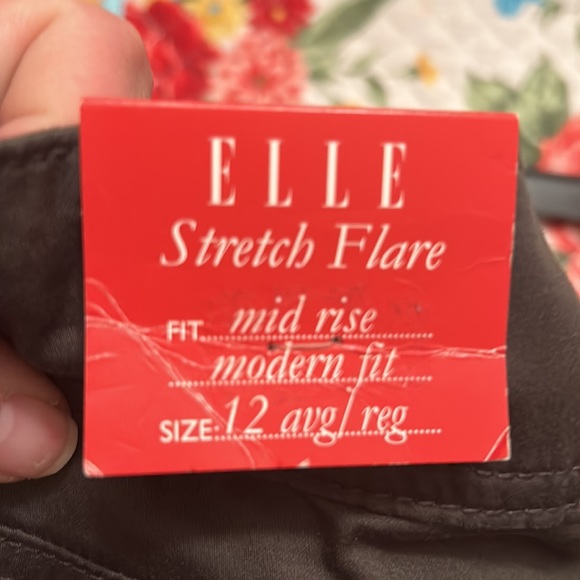 ELLE
Stretch Flare
FIT. mid rise
modern fit
SIZE: 12 avg/reg